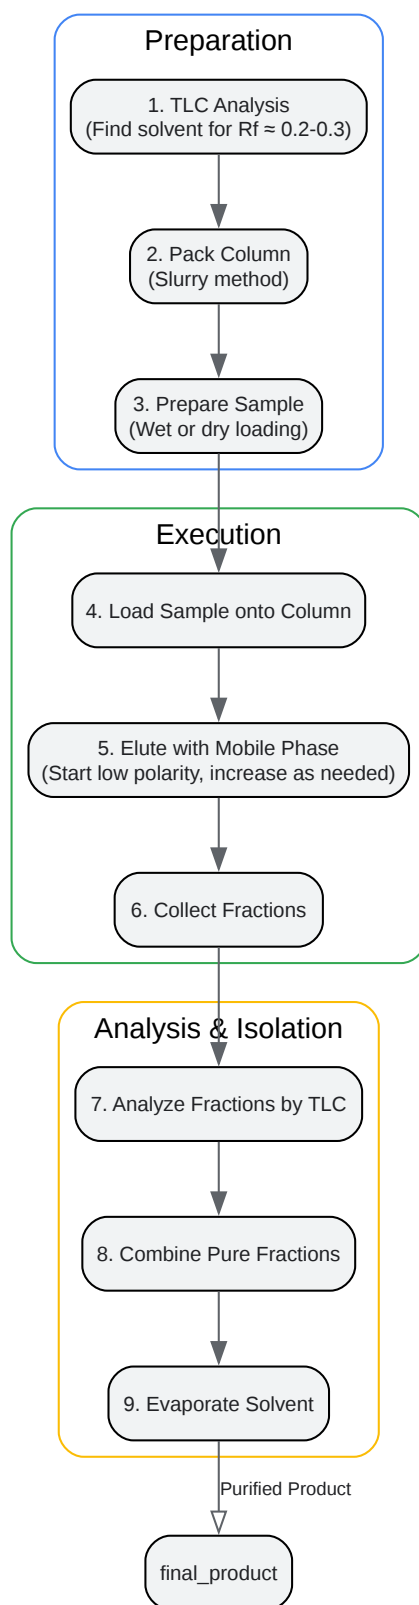 Preparation
1. TLC Analysis
(Find solvent for Rf ≈ 0.2-0.3)
2. Pack Column
(Slurry method)
3. Prepare Sample
(Wet or dry loading)
Execution
4. Load Sample onto Column
5. Elute with Mobile Phase
(Start low polarity, increase as needed)
6. Collect Fractions
Analysis & Isolation
7. Analyze Fractions by TLC
8. Combine Pure Fractions
9. Evaporate Solvent
Purified Product
final_product